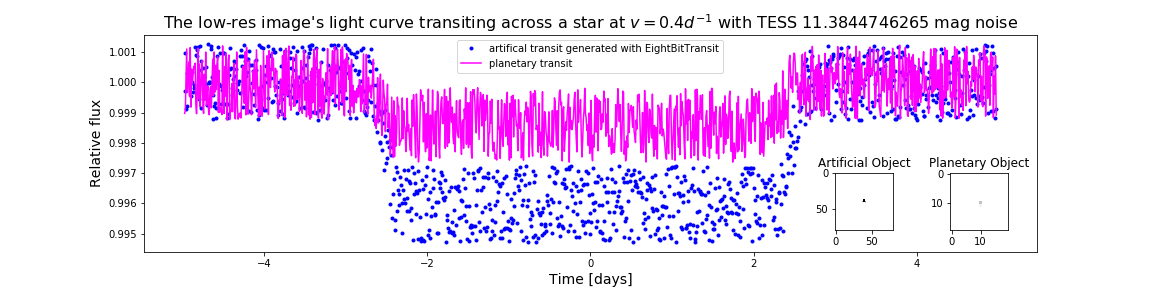 The low-res image's light curve transiting across a star at v = 0.4d⁻¹ with TESS 11.3844746265 mag noise
artifical transit generated with EightBitTransit
planetary transit
Relative flux
1.001
1.000
0.999
0.998
0.997
0.996
0.995
Artificial Object
0
50
0
50
Planetary Object
0
10
0
10
−4
−2
0
2
4
Time [days]